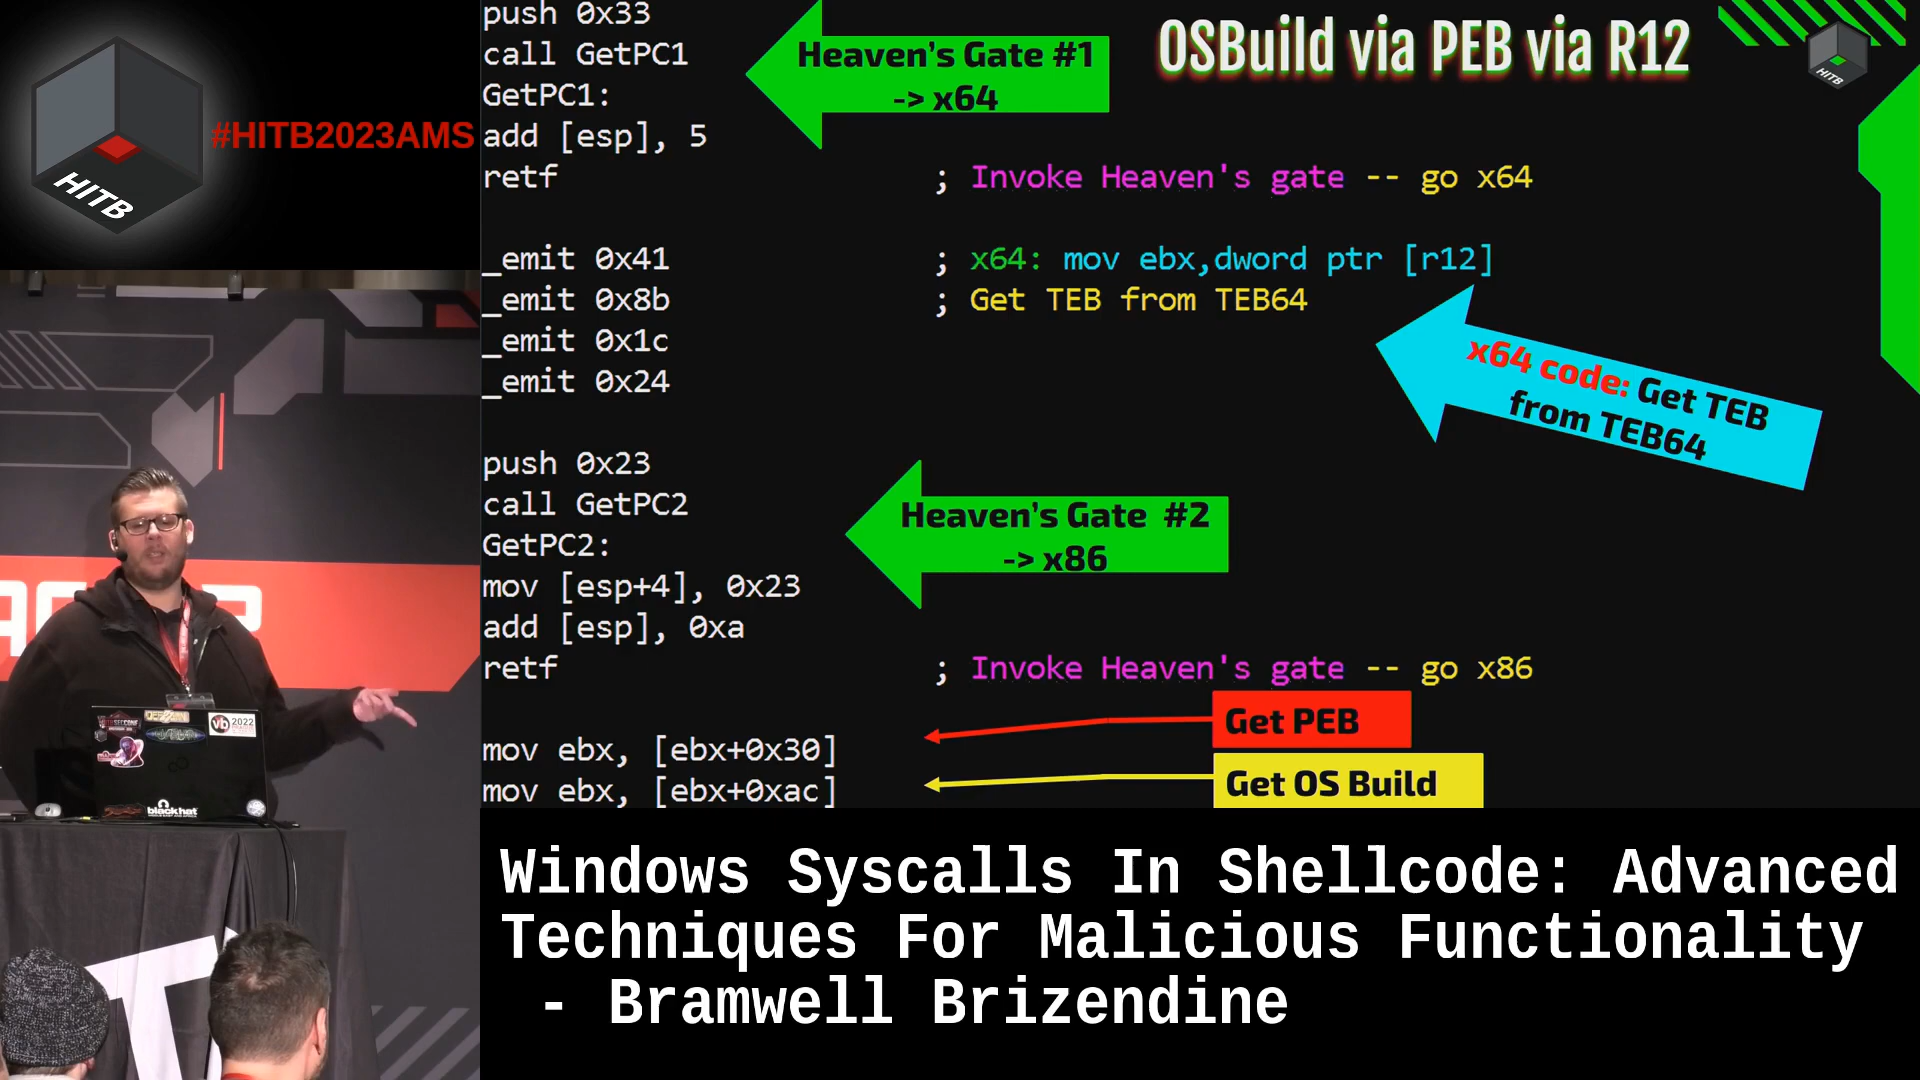 HITB
#HITB2023AMS
push 0x33
call GetPC1
GetPC1:
add [esp], 5
retf ; Invoke Heaven's gate -- go x64
_emit 0x41 ; x64: mov ebx,dword ptr [r12]
_emit 0x8b ; Get TEB from TEB64
_emit 0x1c
_emit 0x24
push 0x23
call GetPC2
GetPC2:
mov [esp+4], 0x23
add [esp], 0xa
retf ; Invoke Heaven's gate -- go x86
mov ebx, [ebx+0x30]
mov ebx, [ebx+0xac]
Heaven's Gate #1
-> x64
OSBuild via PEB via R12
HITB
x64 code: Get TEB
from TEB64
Heaven's Gate #2
-> x86
Get PEB
Get OS Build
vb 2022
black hat
Windows Syscalls In Shellcode: Advanced
Techniques For Malicious Functionality
- Bramwell Brizendine